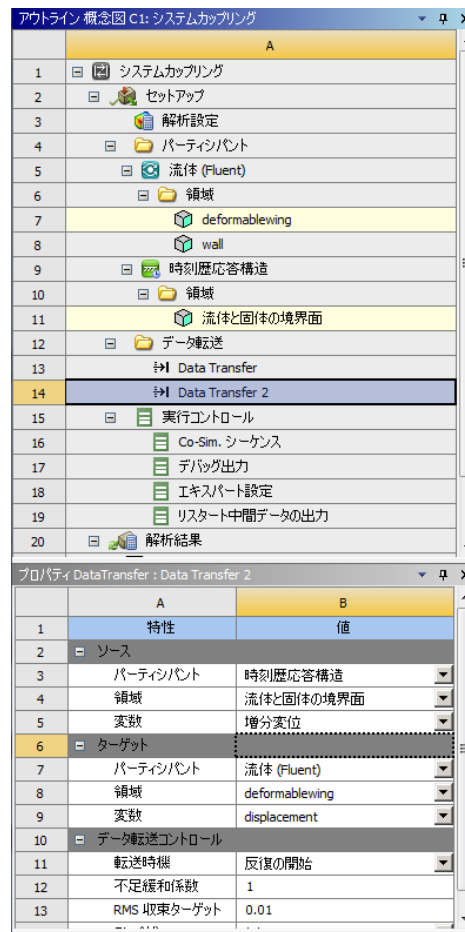 アウトライン 概念図 C1: システムカップリング
A
1 システムカップリング
2 セットアップ
3 解析設定
4 パーティシパント
5 流体 (Fluent)
6 領域
7 deformablewing
8 wall
9 時刻歴応答構造
10 領域
11 流体と固体の境界面
12 データ転送
13 Data Transfer
14 Data Transfer 2
15 実行コントロール
16 Co-Sim. シーケンス
17 デバッグ出力
18 エキスパート設定
19 リスタート中間データの出力
20 解析結果
プロパティ DataTransfer : Data Transfer 2
A B
1 特性 値
2 ソース
3 パーティシパント 時刻歴応答構造
4 領域 流体と固体の境界面
5 変数 増分変位
6 ターゲット
7 パーティシパント 流体 (Fluent)
8 領域 deformablewing
9 変数 displacement
10 データ転送コントロール
11 転送時機 反復の開始
12 不足緩和係数 1
13 RMS 収束ターゲット 0.01